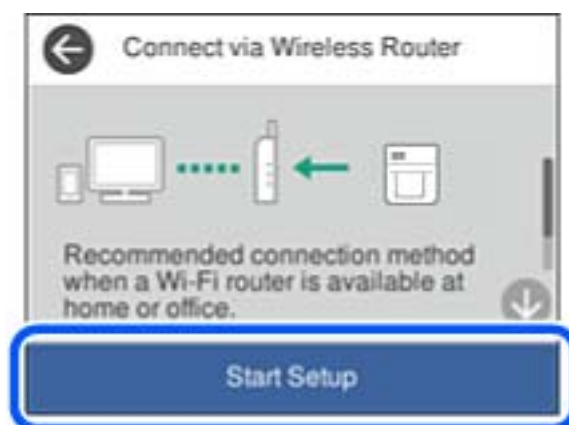 Connect via Wireless Router
Recommended connection method
when a Wi-Fi router is available at
home or office.
Start Setup